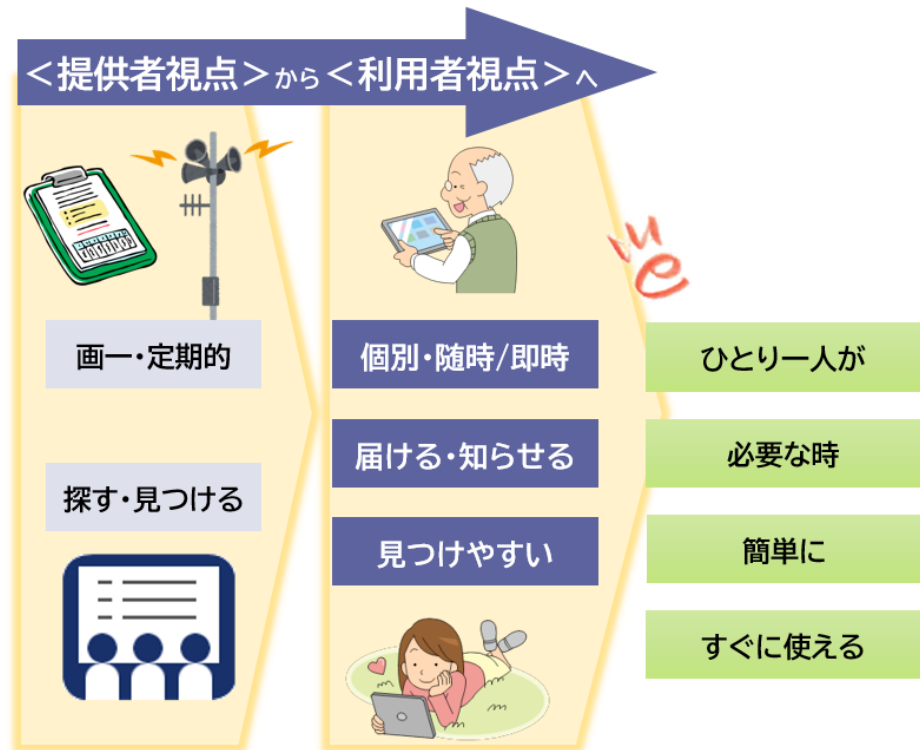 ＜提供者視点＞から＜利用者視点＞へ
画一・定期的
探す・見つける
個別・随時/即時
届ける・知らせる
見つけやすい
me
ひとり一人が
必要な時
簡単に
すぐに使える